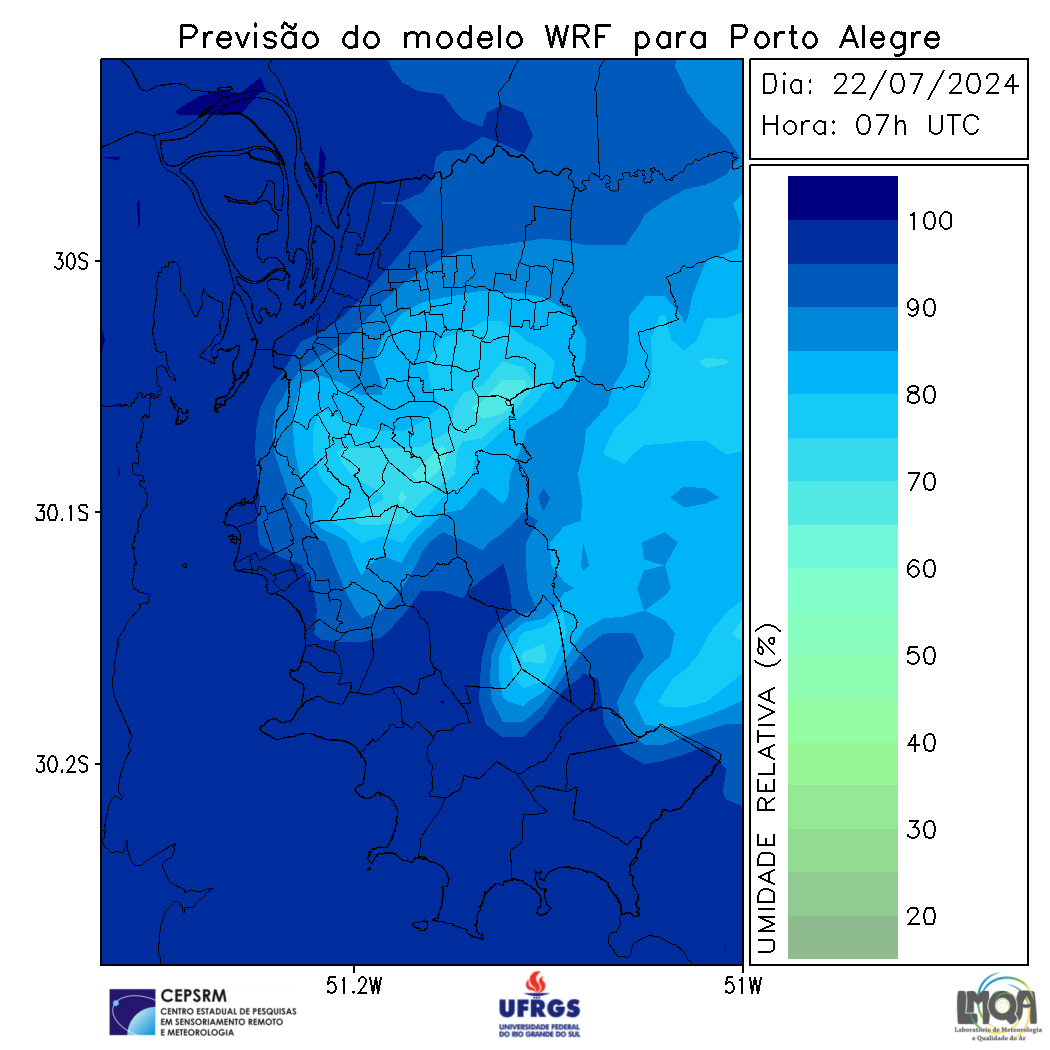 Previsão do modelo WRF para Porto Alegre
Dia: 22/07/2024
Hora: 07h UTC
100
90
80
70
60
50
40
30
20
UMIDADE RELATIVA (%)
30S
30.1S
30.2S
51.2W
51W
CEPSRM
CENTRO ESTADUAL DE PESQUISAS
EM SENSORIAMENTO REMOTO
E METEOROLOGIA
UFRGS
UNIVERSIDADE FEDERAL
DO RIO GRANDE DO SUL
LMQA
Laboratório de Meteorologia
e Qualidade do Ar